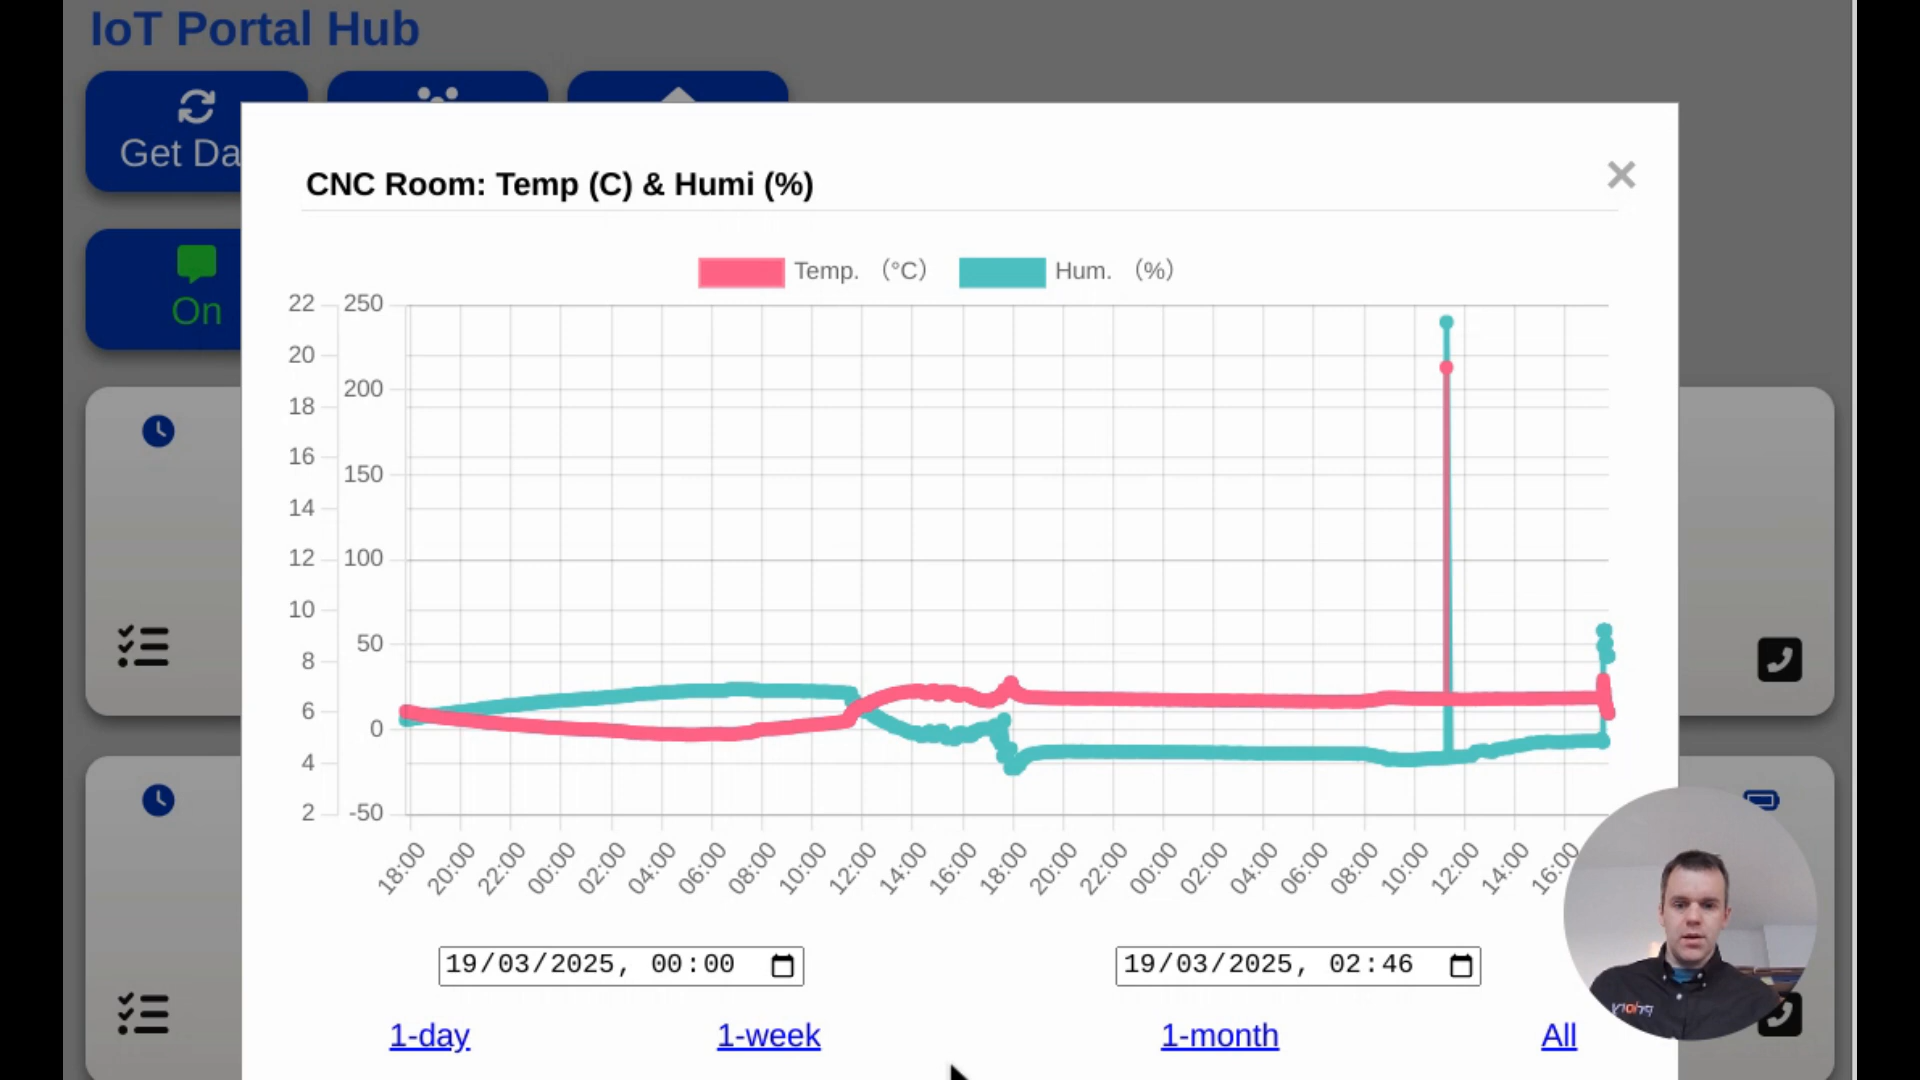 IoT Portal Hub
Get Da
On
CNC Room: Temp (C) & Humi (%)
×
Temp. (°C) Hum. (%)
22 250
20
200
18
16
150
14
12 100
10
50
8
6
0
4
2 -50
18:00 20:00 22:00 00:00 02:00 04:00 06:00 08:00 10:00 12:00 14:00 16:00 18:00 20:00 22:00 00:00 02:00 04:00 06:00 08:00 10:00 12:00 14:00 16:00
19/03/2025, 00:00 19/03/2025, 02:46
1-day 1-week 1-month All